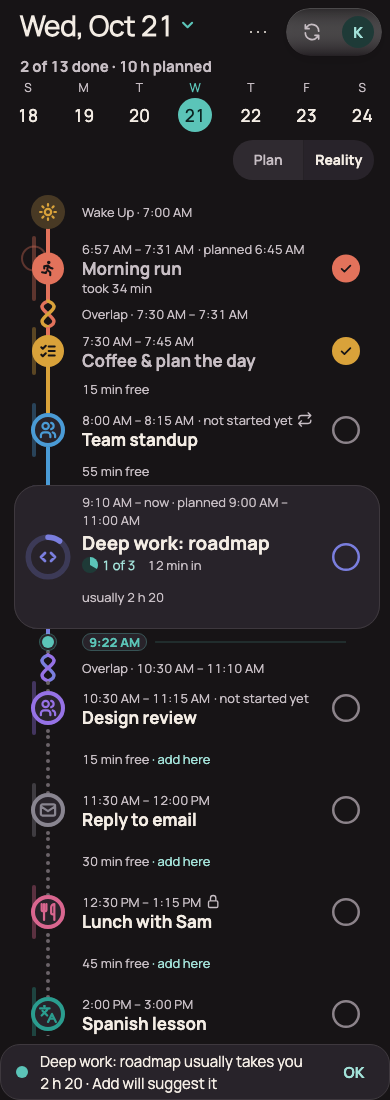 Wed, Oct 21
...
K
2 of 13 done · 10 h planned
S M T W T F S
18 19 20 21 22 23 24
Plan Reality
Wake Up · 7:00 AM
6:57 AM – 7:31 AM · planned 6:45 AM
Morning run
took 34 min
Overlap · 7:30 AM – 7:31 AM
7:30 AM – 7:45 AM
Coffee & plan the day
15 min free
8:00 AM – 8:15 AM · not started yet
Team standup
55 min free
9:10 AM – now · planned 9:00 AM –
11:00 AM
Deep work: roadmap
1 of 3 12 min in
usually 2 h 20
9:22 AM
Overlap · 10:30 AM – 11:10 AM
10:30 AM – 11:15 AM · not started yet
Design review
15 min free · add here
11:30 AM – 12:00 PM
Reply to email
30 min free · add here
12:30 PM – 1:15 PM
Lunch with Sam
45 min free · add here
2:00 PM – 3:00 PM
Spanish lesson
Deep work: roadmap usually takes you
2 h 20 · Add will suggest it
OK